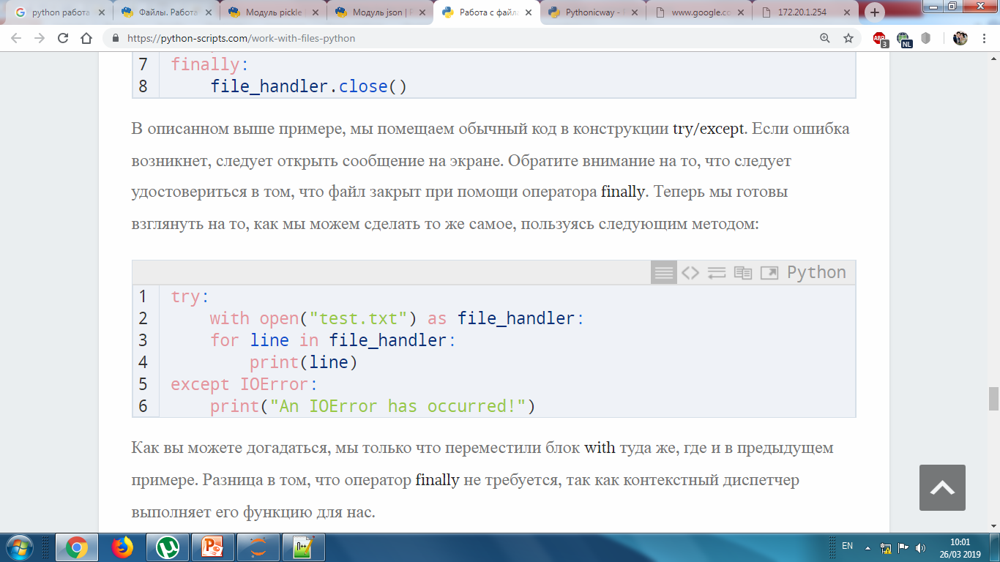 python работа
Файлы. Работа
Модуль pickle
Модуль json | P
Работа с файла
Pythonicway - P
www.google.co
172.20.1.254
https://python-scripts.com/work-with-files-python
ABP
3
NL
7 finally:
8 file_handler.close()
В описанном выше примере, мы помещаем обычный код в конструкции try/except. Если ошибка
возникнет, следует открыть сообщение на экране. Обратите внимание на то, что следует
удостовериться в том, что файл закрыт при помощи оператора finally. Теперь мы готовы
взглянуть на то, как мы можем сделать то же самое, пользуясь следующим методом:
Python
1 try:
2 with open("test.txt") as file_handler:
3 for line in file_handler:
4 print(line)
5 except IOError:
6 print("An IOError has occurred!")
Как вы можете догадаться, мы только что переместили блок with туда же, где и в предыдущем
примере. Разница в том, что оператор finally не требуется, так как контекстный диспетчер
выполняет его функцию для нас.
EN
10:01
26/03 2019